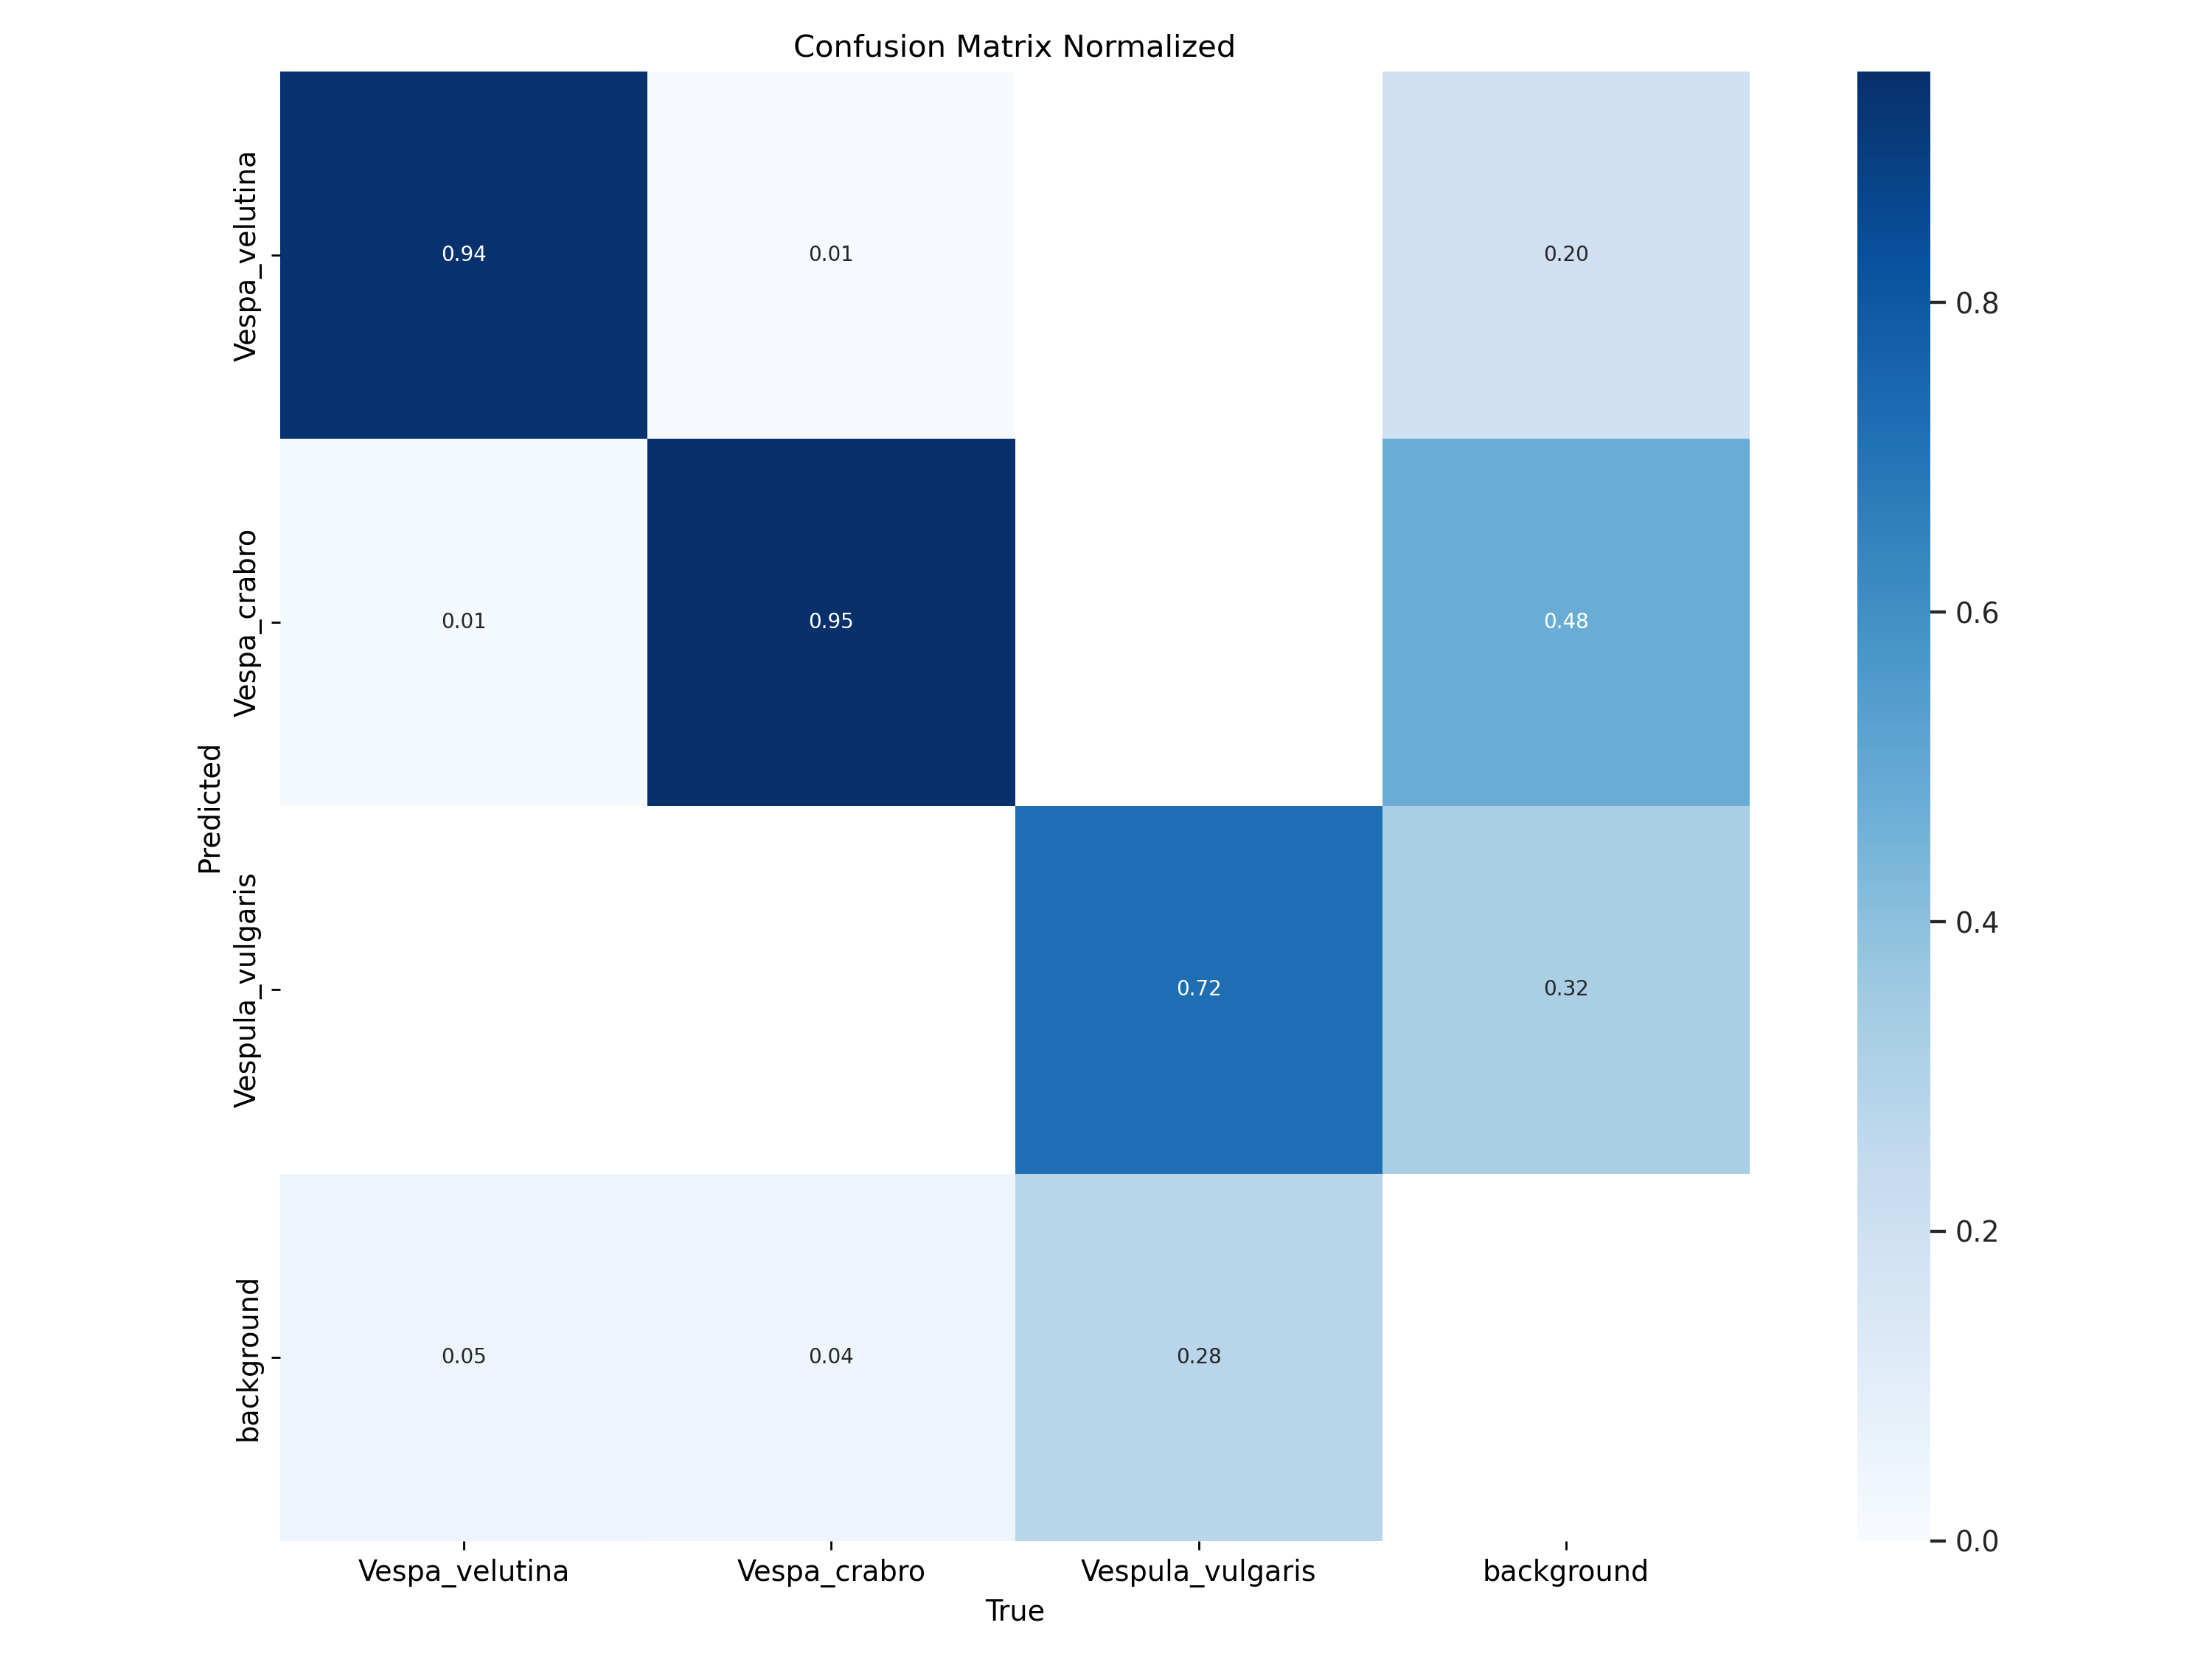 Confusion Matrix Normalized
Vespa_velutina
0.94
0.01
0.20
Vespa_crabro
0.01
0.95
0.48
Vespula_vulgaris
0.72
0.32
background
0.05
0.04
0.28
Predicted
Vespa_velutina
Vespa_crabro
Vespula_vulgaris
background
True
0.8
0.6
0.4
0.2
0.0